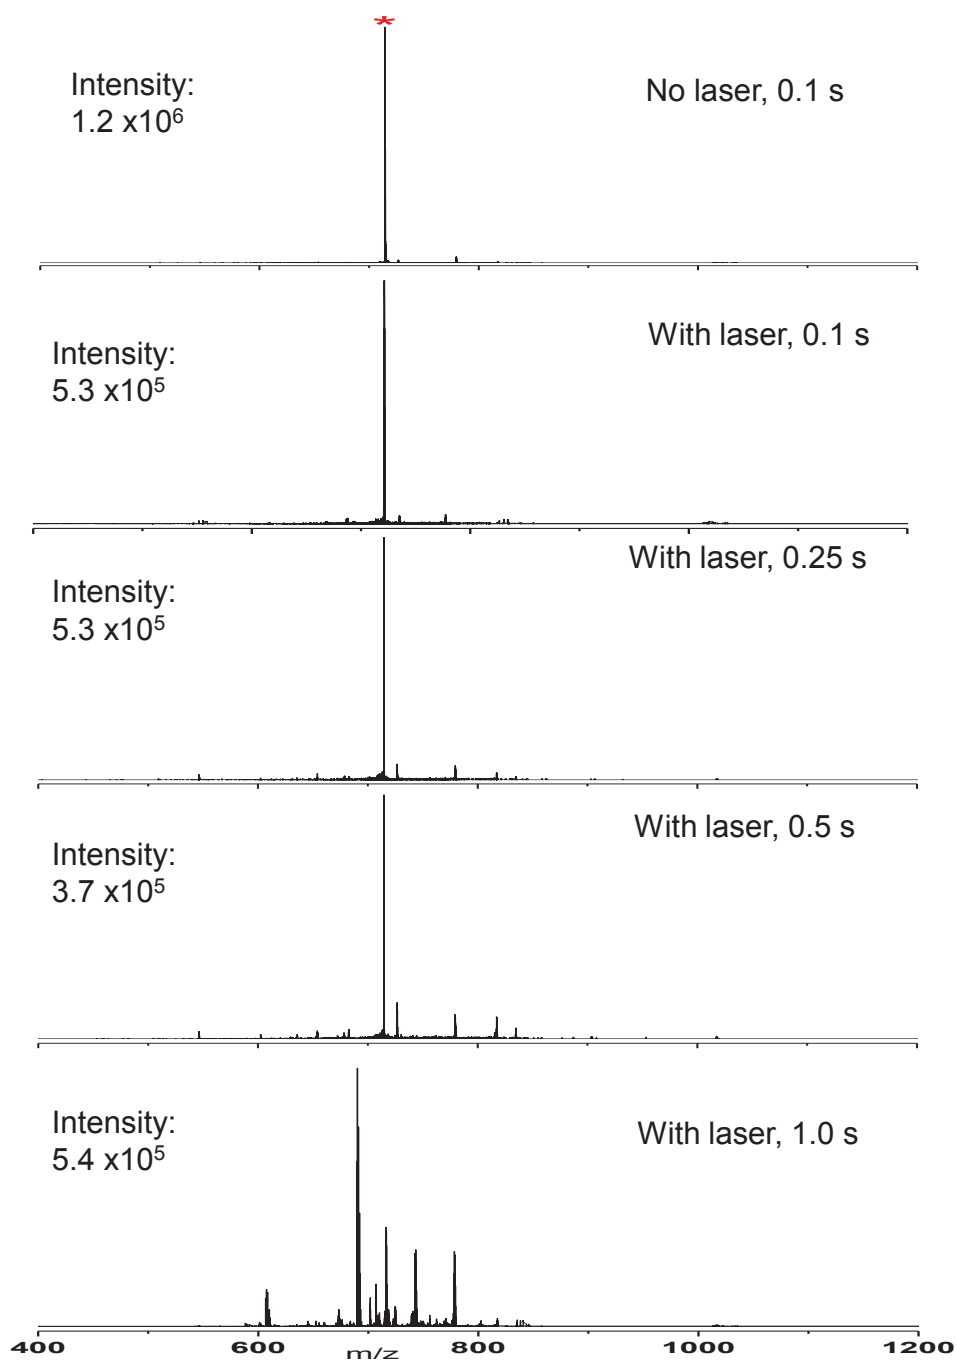 *
Intensity:
1.2 x10⁶
No laser, 0.1 s
Intensity:
5.3 x10⁵
With laser, 0.1 s
Intensity:
5.3 x10⁵
With laser, 0.25 s
Intensity:
3.7 x10⁵
With laser, 0.5 s
Intensity:
5.4 x10⁵
With laser, 1.0 s
400 600 800 1000 1200
m/z